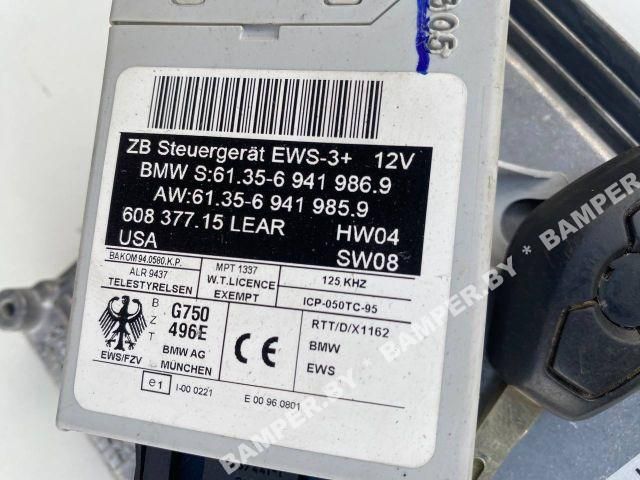 305
ZB Steuergerät EWS-3+ 12V
BMW S:61.35-6 941 986.9
AW:61.35-6 941 985.9
608 377.15 LEAR HW04
USA SW08
BAKOM 94.0580.K.P.
ALR 9437
TELESTYRELSEN
MPT 1337
W.T.LICENCE
EXEMPT
125 KHZ
ICP-050TC-95
EWS/FZV
B
Z
T
G750
496E
BMW AG
MÜNCHEN
CE
RTT/D/X1162
BMW
EWS
e1
I-00 0221
E 00 96 0801
BAMPER.BY * BAMPER.BY * BAMPER.BY